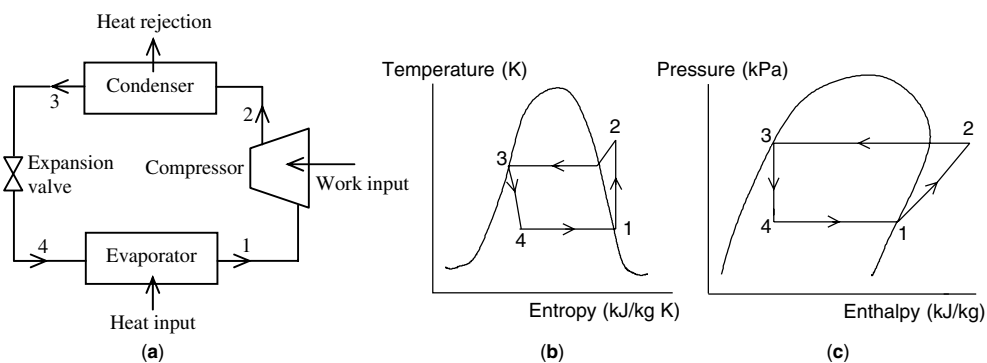 Heat rejection
Condenser
3
2
Expansion
valve
Compressor
Work input
4
Evaporator
1
Heat input
(a)
Temperature (K)
2
3
4
1
Entropy (kJ/kg K)
(b)
Pressure (kPa)
3
2
4
1
Enthalpy (kJ/kg)
(c)